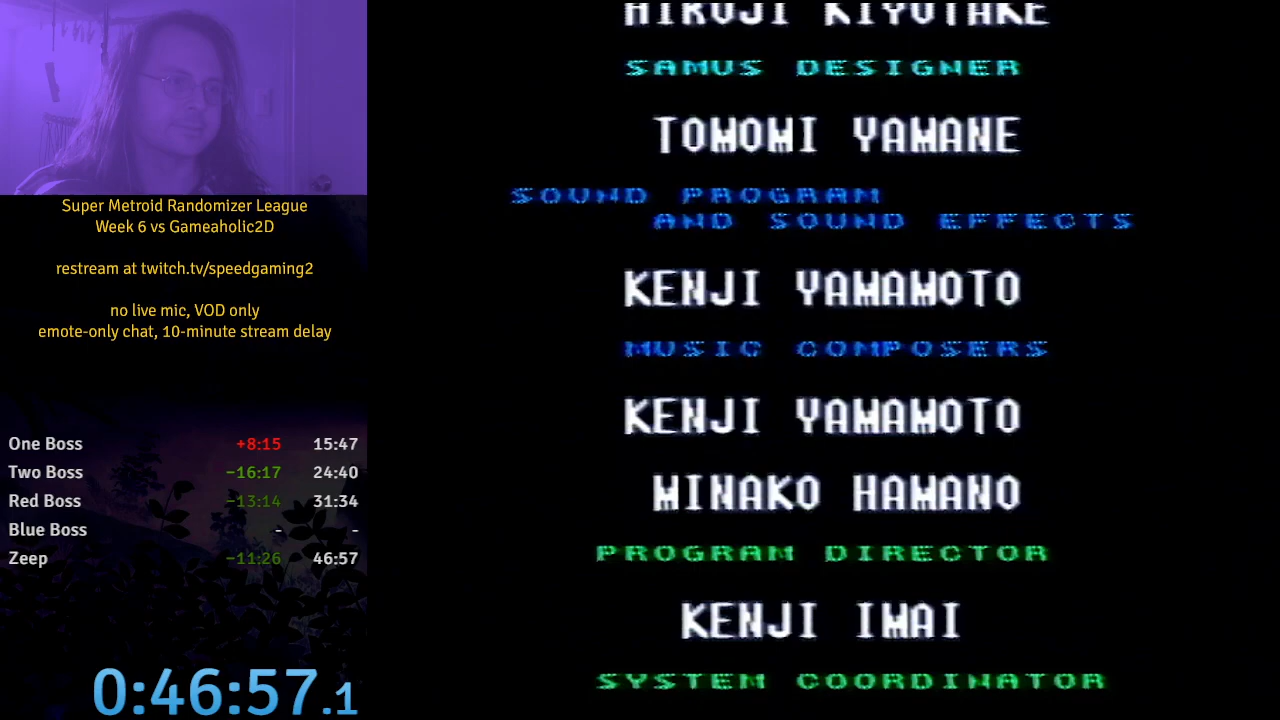 Super Metroid Randomizer League
Week 6 vs Gameaholic2D
restream at twitch.tv/speedgaming2
no live mic, VOD only
emote-only chat, 10-minute stream delay
One Boss +8:15 15:47
Two Boss −16:17 24:40
Red Boss −13:14 31:34
Blue Boss - -
Zeep −11:26 46:57
0:46:57.1
HIROJI KIYOTAKE
SAMUS DESIGNER
TOMOMI YAMANE
SOUND PROGRAM
AND SOUND EFFECTS
KENJI YAMAMOTO
MUSIC COMPOSERS
KENJI YAMAMOTO
MINAKO HAMANO
PROGRAM DIRECTOR
KENJI IMAI
SYSTEM COORDINATOR